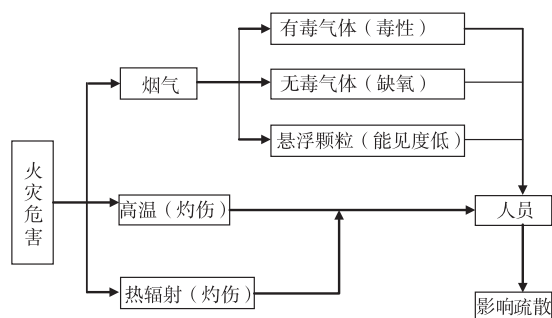 有毒气体（毒性）
烟气
无毒气体（缺氧）
悬浮颗粒（能见度低）
火灾危害
高温（灼伤）
人员
热辐射（灼伤）
影响疏散